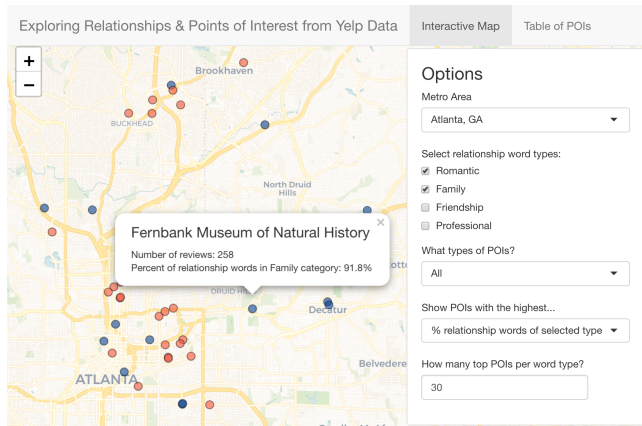 Exploring Relationships & Points of Interest from Yelp Data
Interactive Map
Table of POIs
+
−
Brookhaven
BUCKHEAD
North Druid
Hills
Fernbank Museum of Natural History
×
Number of reviews: 258
Percent of relationship words in Family category: 91.8%
DRUID HI
Decatur
Belvedere
ATLANTA
Options
Metro Area
Atlanta, GA
Select relationship word types:
Romantic
Family
Friendship
Professional
What types of POIs?
All
Show POIs with the highest...
% relationship words of selected type
How many top POIs per word type?
30